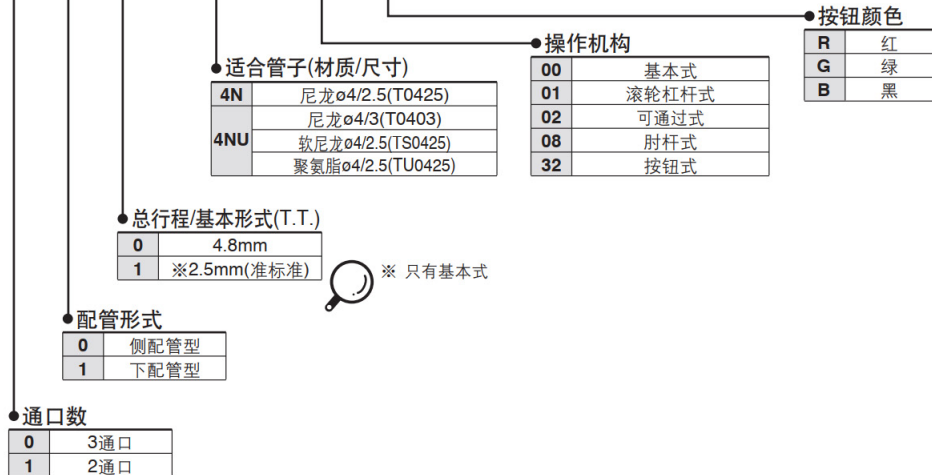 按钮颜色
R 红
G 绿
B 黑
操作机构
00 基本式
01 滚轮杠杆式
02 可通过式
08 肘杆式
32 按钮式
适合管子(材质/尺寸)
4N 尼龙ø4/2.5(T0425)
4NU 尼龙ø4/3(T0403)
软尼龙ø4/2.5(TS0425)
聚氨脂ø4/2.5(TU0425)
总行程/基本形式(T.T.)
0 4.8mm
1 ※2.5mm(准标准)
※ 只有基本式
配管形式
0 侧配管型
1 下配管型
通口数
0 3通口
1 2通口